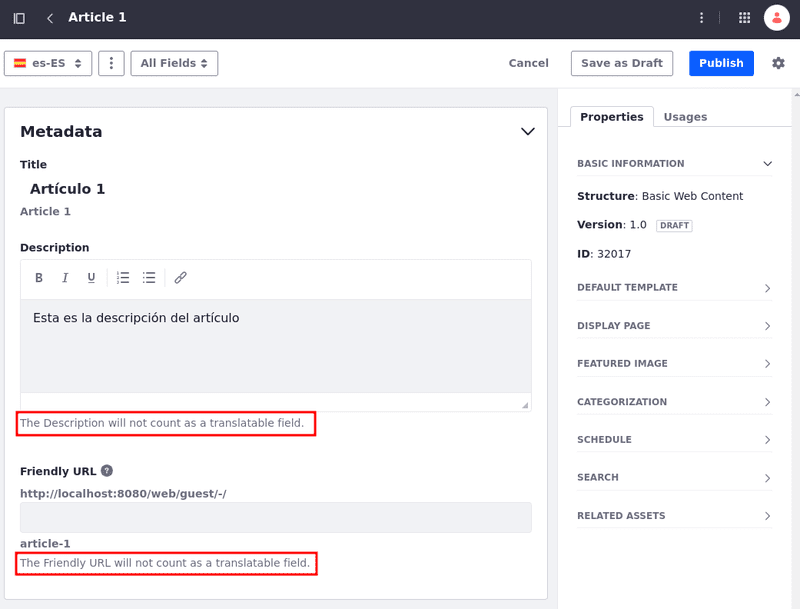 Article 1
es-ES
All Fields
Cancel
Save as Draft
Publish
Metadata
Title
Artículo 1
Article 1
Description
B I U
Esta es la descripción del artículo
The Description will not count as a translatable field.
Friendly URL ?
http://localhost:8080/web/guest/-/
article-1
The Friendly URL will not count as a translatable field.
Properties
Usages
BASIC INFORMATION
Structure: Basic Web Content
Version: 1.0 DRAFT
ID: 32017
DEFAULT TEMPLATE
DISPLAY PAGE
FEATURED IMAGE
CATEGORIZATION
SCHEDULE
SEARCH
RELATED ASSETS